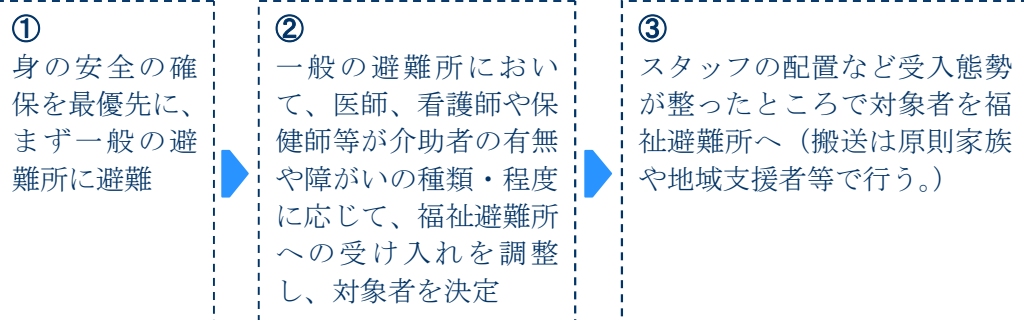 ①
身の安全の確
保を最優先に、
まず一般の避
難所に避難
②
一般の避難所におい
て、医師、看護師や保
健師等が介助者の有無
や障がいの種類・程度
に応じて、福祉避難所
への受け入れを調整
し、対象者を決定
③
スタッフの配置など受入態勢
が整ったところで対象者を福
祉避難所へ（搬送は原則家族
や地域支援者等で行う。）